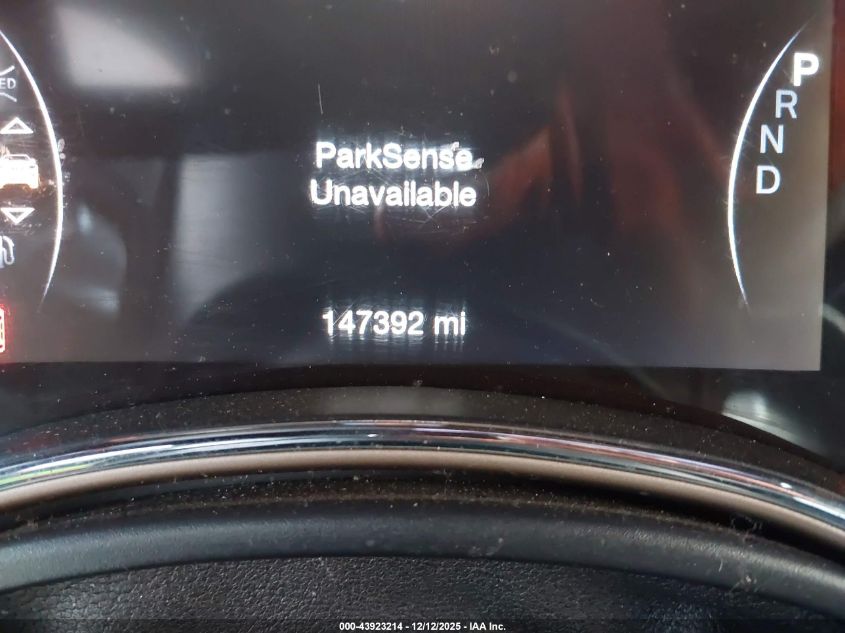 ParkSense
Unavailable
147392 mi
P
R
N
D
000-43923214 - 12/12/2025 - IAA Inc.